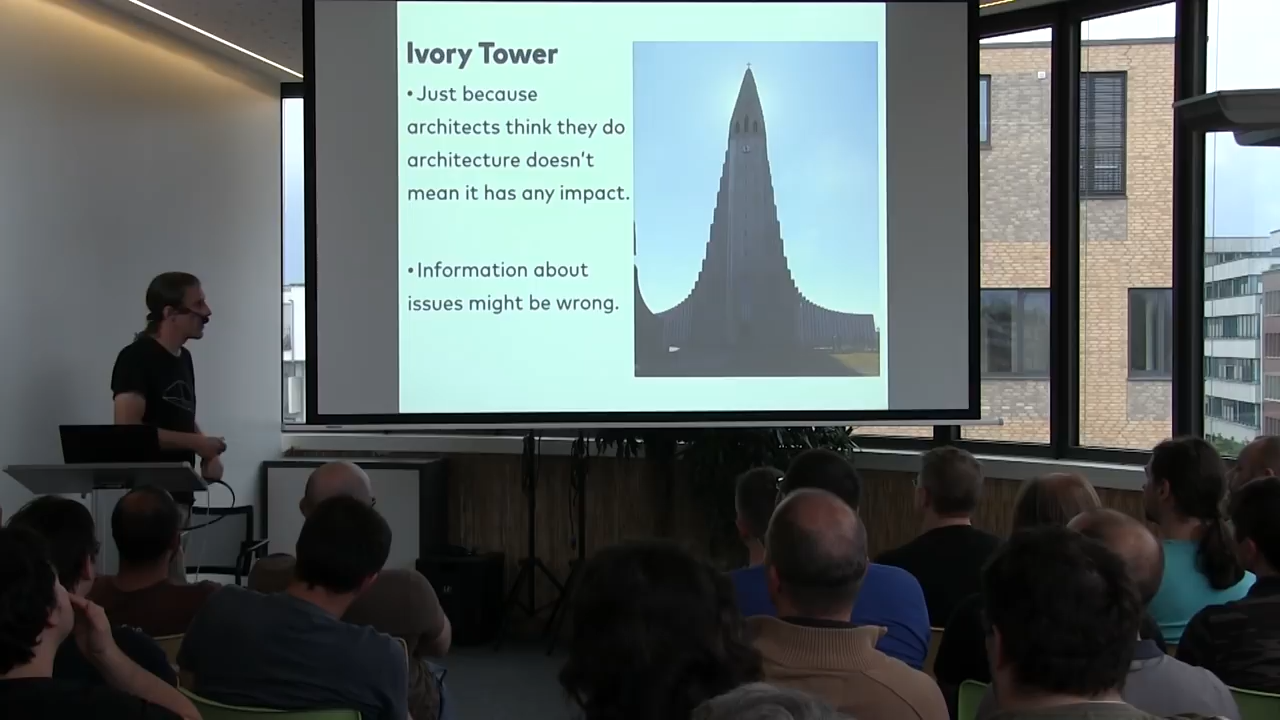 Ivory Tower
•Just because
architects think they do
architecture doesn't
mean it has any impact.
•Information about
issues might be wrong.